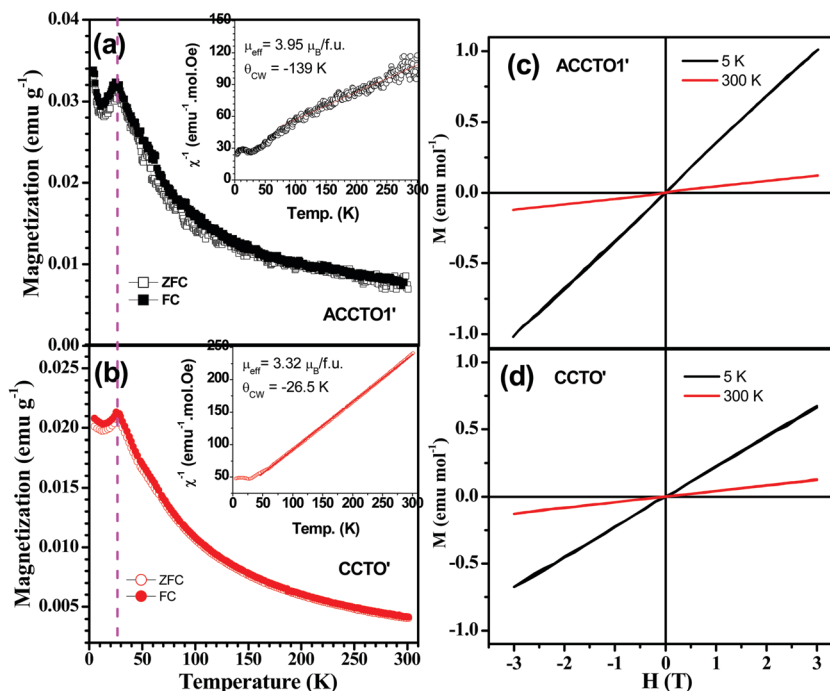 (a)
μeff = 3.95 μB/f.u.
θCW = -139 K
χ⁻¹ (emu⁻¹.mol.Oe)
150
120
90
60
30
0
0 50 100 150 200 250 300
Temp. (K)
Magnetization (emu g⁻¹)
0.04
0.03
0.02
0.01
0.00
ZFC
FC
ACCTO1'
(b)
μeff = 3.32 μB/f.u.
θCW = -26.5 K
χ⁻¹ (emu⁻¹.mol.Oe)
250
200
150
100
50
0 50 100 150 200 250 300
Temp. (K)
Magnetization (emu g⁻¹)
0.025
0.020
0.015
0.010
0.005
ZFC
FC
CCTO'
0 50 100 150 200 250 300
Temperature (K)
(c)
ACCTO1'
5 K
300 K
M (emu mol⁻¹)
1.0
0.5
0.0
-0.5
-1.0
(d)
CCTO'
5 K
300 K
M (emu mol⁻¹)
1.0
0.5
0.0
-0.5
-1.0
-3 -2 -1 0 1 2 3
H (T)